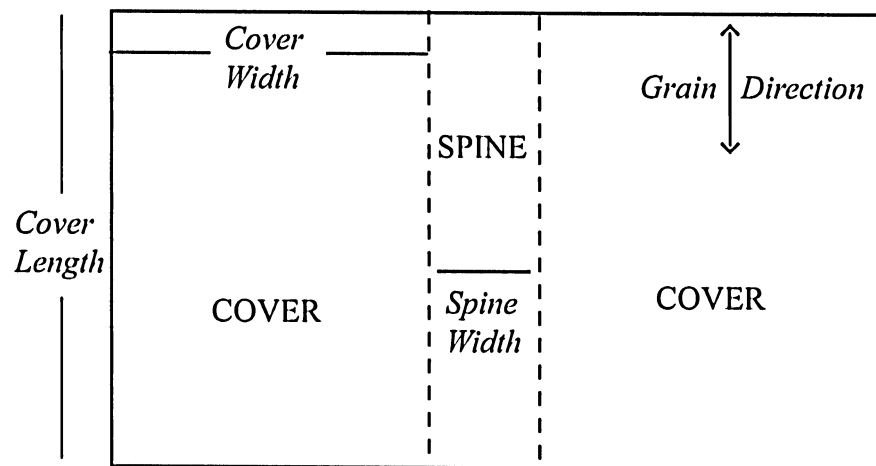 Cover
Width
Grain Direction
SPINE
Cover
Length
COVER
Spine
Width
COVER